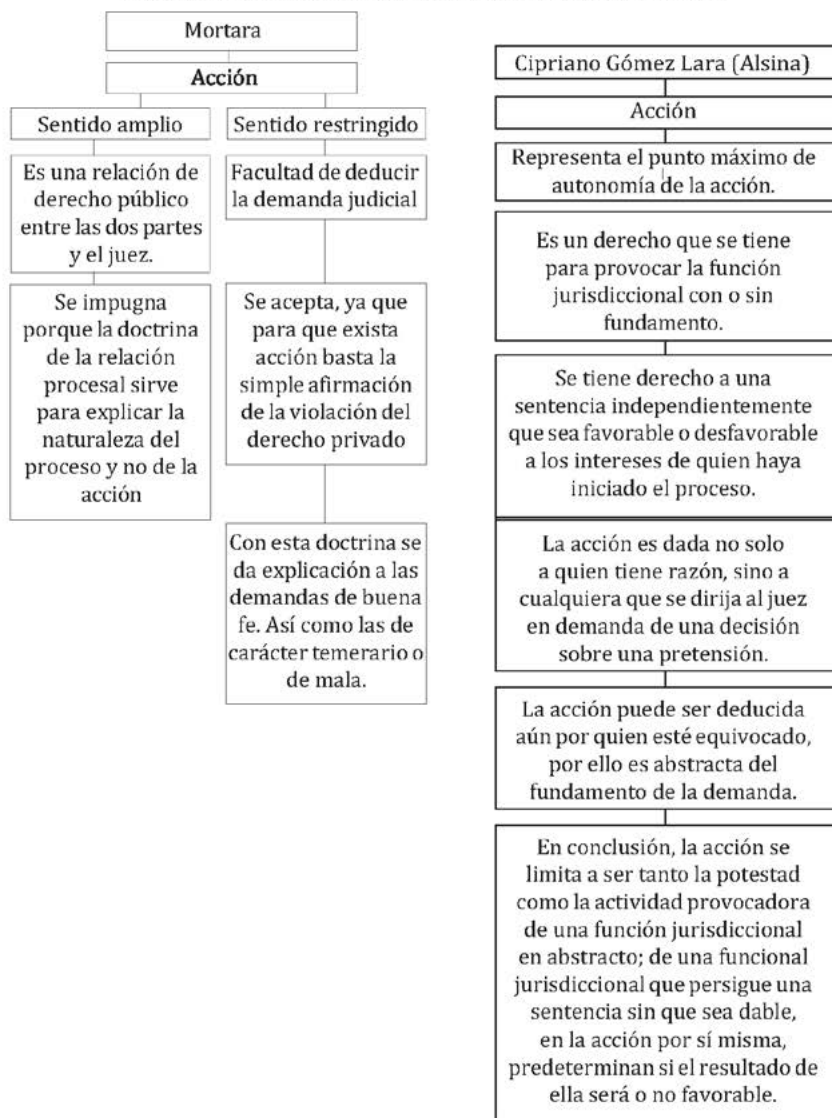 Mortara
Acción
Sentido amplio
Es una relación de
derecho público
entre las dos partes
y el juez.
Se impugna
porque la doctrina
de la relación
procesal sirve
para explicar la
naturaleza del
proceso y no de la
acción
Sentido restringido
Facultad de deducir
la demanda judicial
Se acepta, ya que
para que exista
acción basta la
simple afirmación
de la violación del
derecho privado
Con esta doctrina se
da explicación a las
demandas de buena
fe. Así como las de
carácter temerario o
de mala.
Cipriano Gómez Lara (Alsina)
Acción
Representa el punto máximo de
autonomía de la acción.
Es un derecho que se tiene
para provocar la función
jurisdiccional con o sin
fundamento.
Se tiene derecho a una
sentencia independientemente
que sea favorable o desfavorable
a los intereses de quien haya
iniciado el proceso.
La acción es dada no solo
a quien tiene razón, sino a
cualquiera que se dirija al juez
en demanda de una decisión
sobre una pretensión.
La acción puede ser deducida
aún por quien esté equivocado,
por ello es abstracta del
fundamento de la demanda.
En conclusión, la acción se
limita a ser tanto la potestad
como la actividad provocadora
de una función jurisdiccional
en abstracto; de una funcional
jurisdiccional que persigue una
sentencia sin que sea dable,
en la acción por sí misma,
predeterminan si el resultado de
ella será o no favorable.